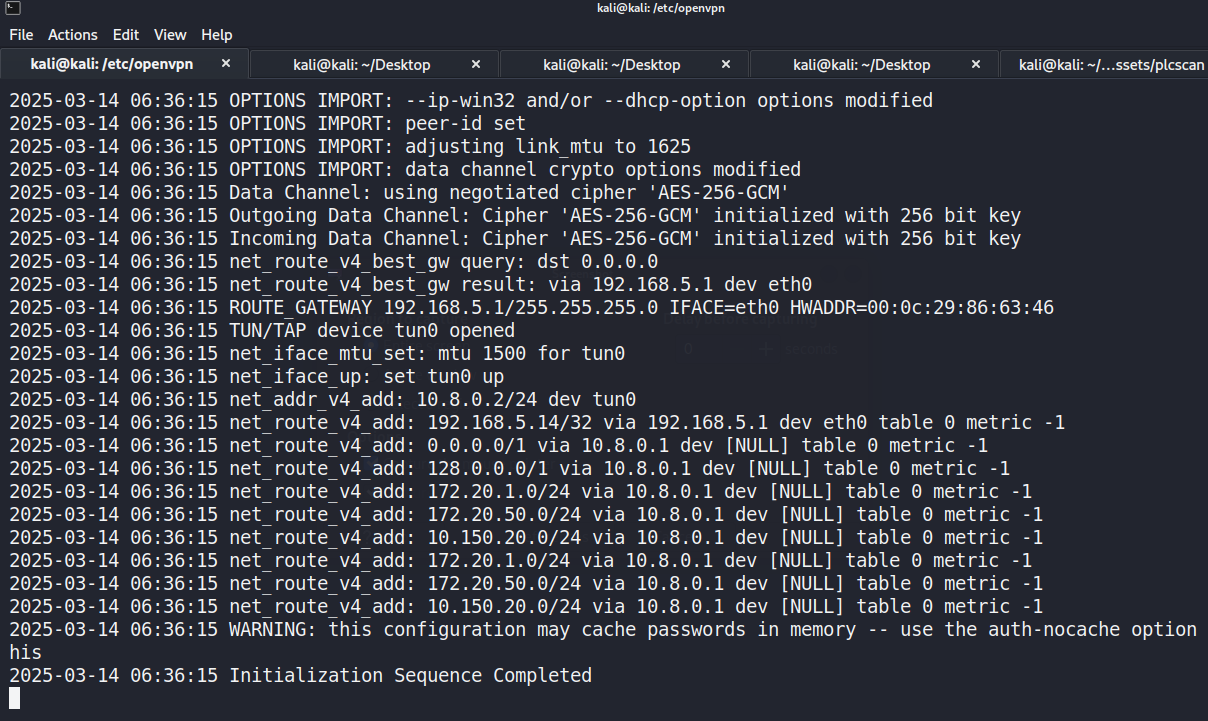 kali@kali: /etc/openvpn
File Actions Edit View Help
kali@kali: /etc/openvpn × kali@kali: ~/Desktop × kali@kali: ~/Desktop × kali@kali: ~/Desktop × kali@kali: ~/...ssets/plcscan
2025-03-14 06:36:15 OPTIONS IMPORT: --ip-win32 and/or --dhcp-option options modified
2025-03-14 06:36:15 OPTIONS IMPORT: peer-id set
2025-03-14 06:36:15 OPTIONS IMPORT: adjusting link_mtu to 1625
2025-03-14 06:36:15 OPTIONS IMPORT: data channel crypto options modified
2025-03-14 06:36:15 Data Channel: using negotiated cipher 'AES-256-GCM'
2025-03-14 06:36:15 Outgoing Data Channel: Cipher 'AES-256-GCM' initialized with 256 bit key
2025-03-14 06:36:15 Incoming Data Channel: Cipher 'AES-256-GCM' initialized with 256 bit key
2025-03-14 06:36:15 net_route_v4_best_gw query: dst 0.0.0.0
2025-03-14 06:36:15 net_route_v4_best_gw result: via 192.168.5.1 dev eth0
2025-03-14 06:36:15 ROUTE_GATEWAY 192.168.5.1/255.255.255.0 IFACE=eth0 HWADDR=00:0c:29:86:63:46
2025-03-14 06:36:15 TUN/TAP device tun0 opened
2025-03-14 06:36:15 net_iface_mtu_set: mtu 1500 for tun0
2025-03-14 06:36:15 net_iface_up: set tun0 up
2025-03-14 06:36:15 net_addr_v4_add: 10.8.0.2/24 dev tun0
2025-03-14 06:36:15 net_route_v4_add: 192.168.5.14/32 via 192.168.5.1 dev eth0 table 0 metric -1
2025-03-14 06:36:15 net_route_v4_add: 0.0.0.0/1 via 10.8.0.1 dev [NULL] table 0 metric -1
2025-03-14 06:36:15 net_route_v4_add: 128.0.0.0/1 via 10.8.0.1 dev [NULL] table 0 metric -1
2025-03-14 06:36:15 net_route_v4_add: 172.20.1.0/24 via 10.8.0.1 dev [NULL] table 0 metric -1
2025-03-14 06:36:15 net_route_v4_add: 172.20.50.0/24 via 10.8.0.1 dev [NULL] table 0 metric -1
2025-03-14 06:36:15 net_route_v4_add: 10.150.20.0/24 via 10.8.0.1 dev [NULL] table 0 metric -1
2025-03-14 06:36:15 net_route_v4_add: 172.20.1.0/24 via 10.8.0.1 dev [NULL] table 0 metric -1
2025-03-14 06:36:15 net_route_v4_add: 172.20.50.0/24 via 10.8.0.1 dev [NULL] table 0 metric -1
2025-03-14 06:36:15 net_route_v4_add: 10.150.20.0/24 via 10.8.0.1 dev [NULL] table 0 metric -1
2025-03-14 06:36:15 WARNING: this configuration may cache passwords in memory -- use the auth-nocache option
his
2025-03-14 06:36:15 Initialization Sequence Completed